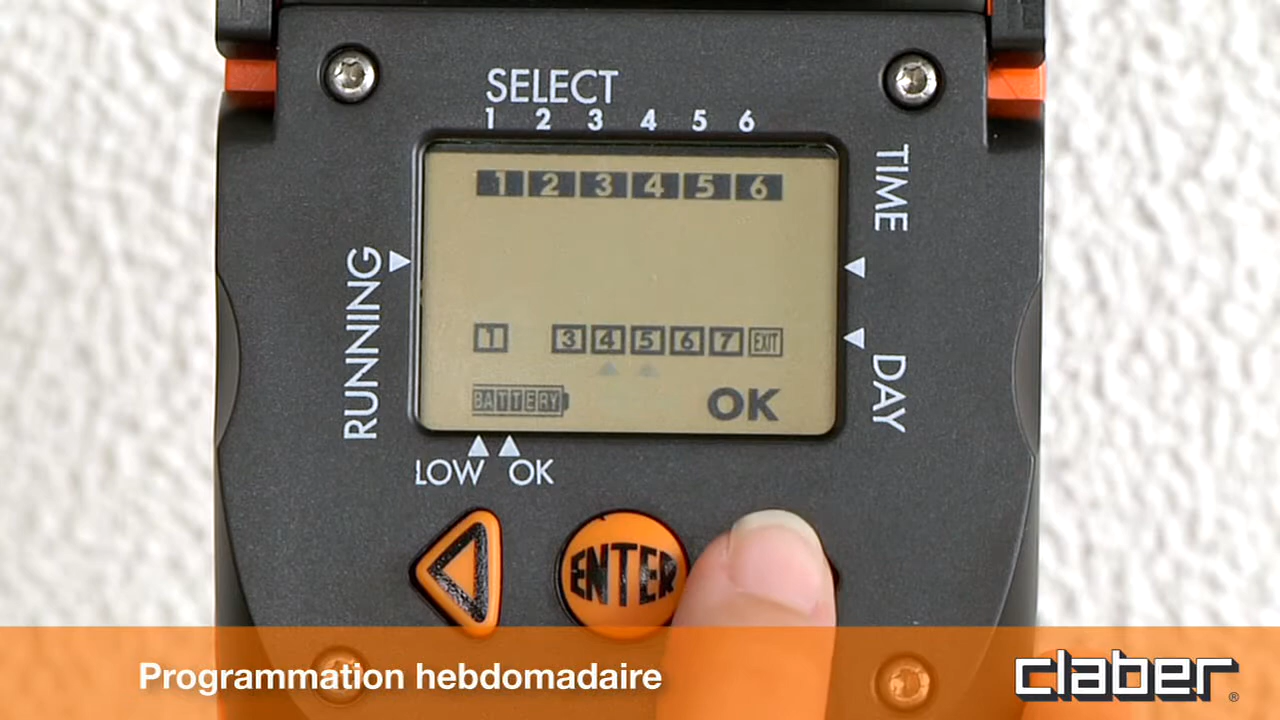 SELECT
1 2 3 4 5 6
1 2 3 4 5 6
TIME
RUNNING
1 3 4 5 6 7 EXIT
DAY
BATTERY OK
LOW OK
ENTER
Programmation hebdomadaire
claber®